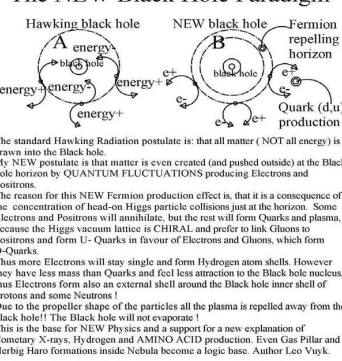 The NEW Black Hole Paradigm
Hawking black hole NEW black hole Fermion
repelling
horizon
A B
energy-
black hole
energy+ energy- energy+
energy+
e+
black hole
e+
e-
e-
Quark (d,u)
production
The standard Hawking Radiation postulate is: that all matter ( NOT all energy) is
drawn into the Black hole.
My NEW postulate is that matter is even created (and pushed outside) at the Black
hole horizon by QUANTUM FLUCTUATIONS producing Electrons and
Positrons.
The reason for this NEW Fermion production effect is, that it is a consequence of
the concentration of head-on Higgs particle collisions just at the horizon. Some
Electrons and Positrons will annihilate, but the rest will form Quarks and plasma,
because the Higgs vacuum lattice is CHIRAL and prefer to link Gluons to
Positrons and form U- Quarks in favour of Electrons and Gluons, which form
D-Quarks.
Thus more Electrons will stay single and form Hydrogen atom shells. However
they have less mass than Quarks and feel less attraction to the Black hole nucleus,
thus Electrons form also an external shell around the Black hole inner shell of
Protons and some Neutrons !
Due to the propeller shape of the particles all the plasma is repelled away from the
Black hole!! The Black hole will not evaporate !
This is the base for NEW Physics and a support for a new explanation of
Cometary X-rays, Hydrogen and AMINO ACID production. Even Gas Pillar and
Herbig Haro formations inside Nebula become a logic base. Author Leo Vuyk.